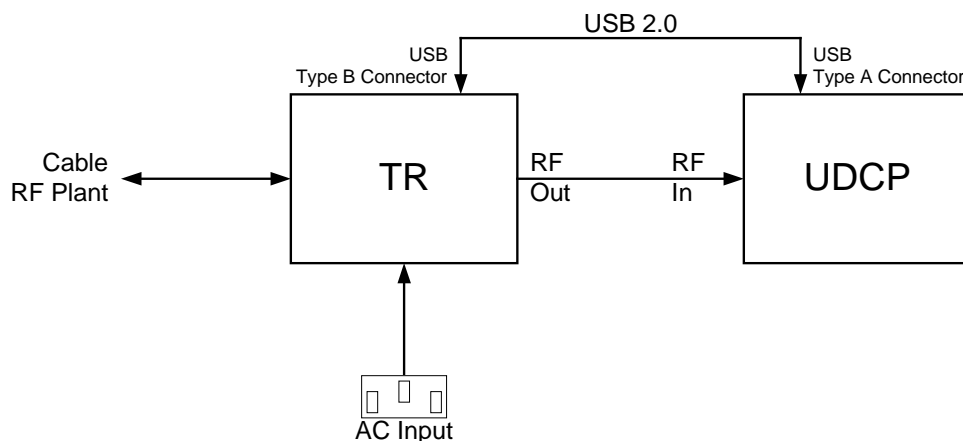 USB 2.0
USB
Type B Connector
USB
Type A Connector
Cable
RF Plant
TR
RF
Out
RF
In
UDCP
AC Input